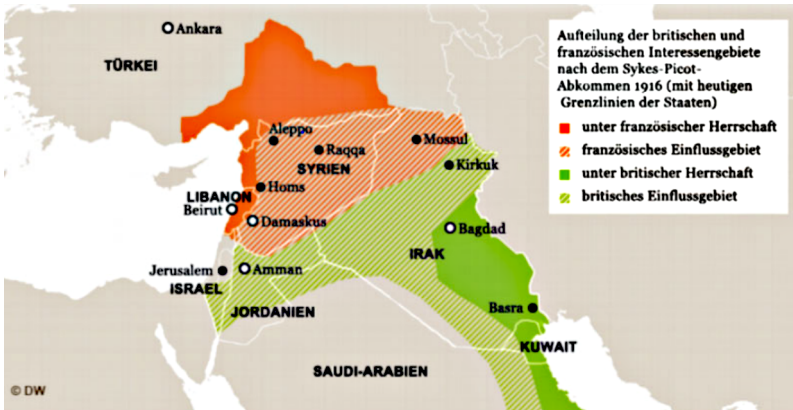 Aufteilung der britischen und
französischen Interessengebiete
nach dem Sykes-Picot-
Abkommen 1916 (mit heutigen
Grenzlinien der Staaten)
unter französischer Herrschaft
französisches Einflussgebiet
unter britischer Herrschaft
britisches Einflussgebiet
Ankara
TÜRKEI
Aleppo
Mossul
Raqqa
SYRIEN
Kirkuk
Homs
LIBANON
Beirut
Damaskus
Bagdad
IRAK
Jerusalem
Amman
ISRAEL
JORDANIEN
Basra
KUWAIT
SAUDI-ARABIEN
© DW